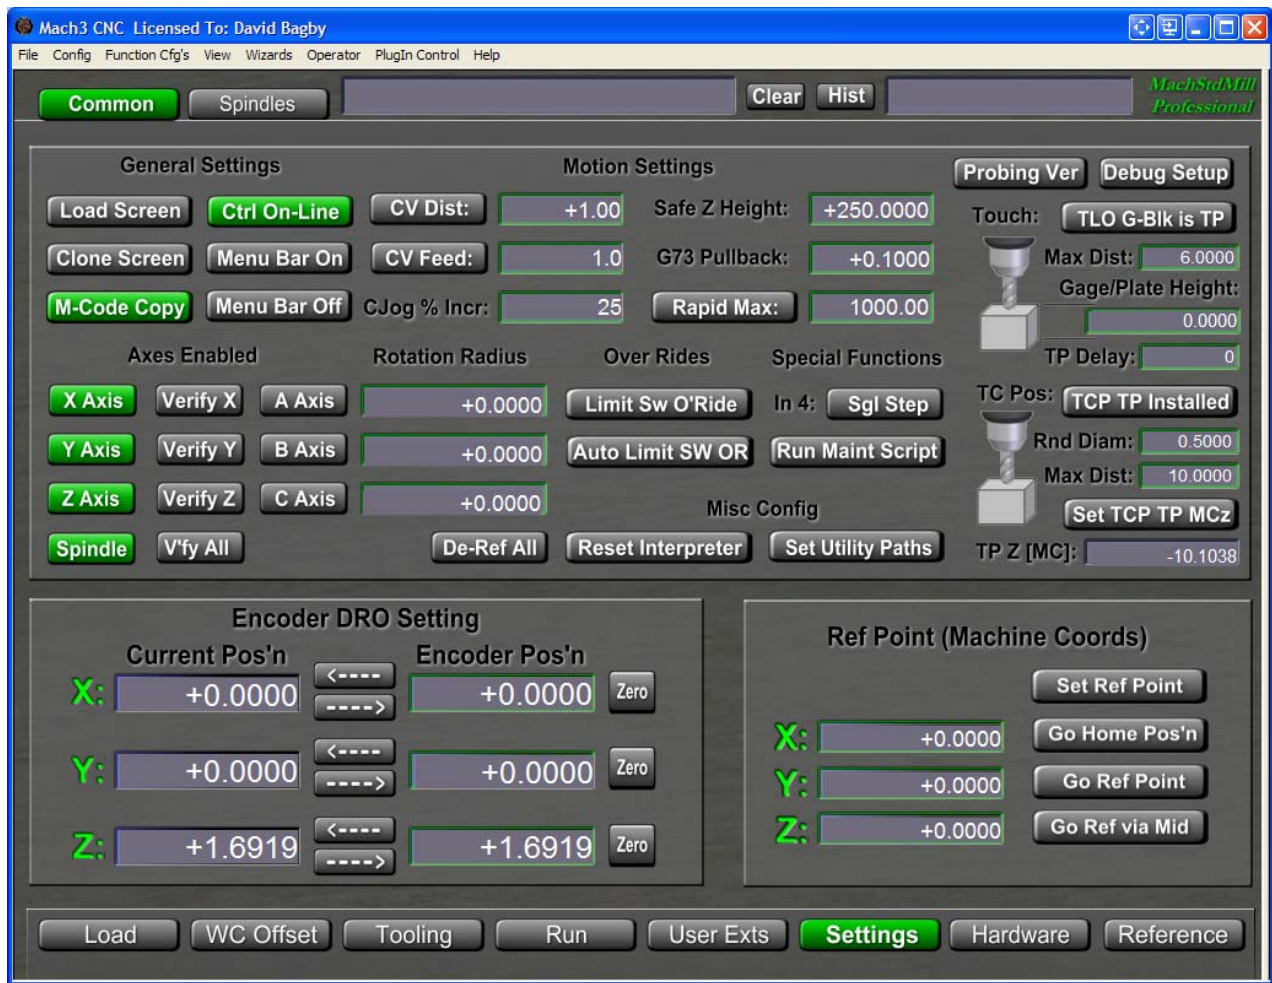 Mach3 CNC Licensed To: David Bagby
File Config Function Cfg's View Wizards Operator PlugIn Control Help
Common Spindles Clear Hist MachStdMill
Professional
General Settings Motion Settings Probing Ver Debug Setup
Load Screen Ctrl On-Line CV Dist: +1.00 Safe Z Height: +250.0000 Touch: TLO G-Blk is TP
Clone Screen Menu Bar On CV Feed: 1.0 G73 Pullback: +0.1000 Max Dist: 6.0000
Gage/Plate Height:
M-Code Copy Menu Bar Off CJog % Incr: 25 Rapid Max: 1000.00 0.0000
Axes Enabled Rotation Radius Over Rides Special Functions TP Delay: 0
X Axis Verify X A Axis +0.0000 Limit Sw O'Ride In 4: Sgl Step TC Pos: TCP TP Installed
Y Axis Verify Y B Axis +0.0000 Auto Limit SW OR Run Maint Script Rnd Diam: 0.5000
Z Axis Verify Z C Axis +0.0000 Max Dist: 10.0000
Misc Config Set TCP TP MCz
Spindle V'fy All De-Ref All Reset Interpreter Set Utility Paths TP Z [MC]: -10.1038
Encoder DRO Setting
Current Pos'n Encoder Pos'n
X: +0.0000 <---- ----> +0.0000 Zero
Y: +0.0000 <---- ----> +0.0000 Zero
Z: +1.6919 <---- ----> +1.6919 Zero
Ref Point (Machine Coords)
Set Ref Point
X: +0.0000 Go Home Pos'n
Y: +0.0000 Go Ref Point
Z: +0.0000 Go Ref via Mid
Load WC Offset Tooling Run User Exts Settings Hardware Reference